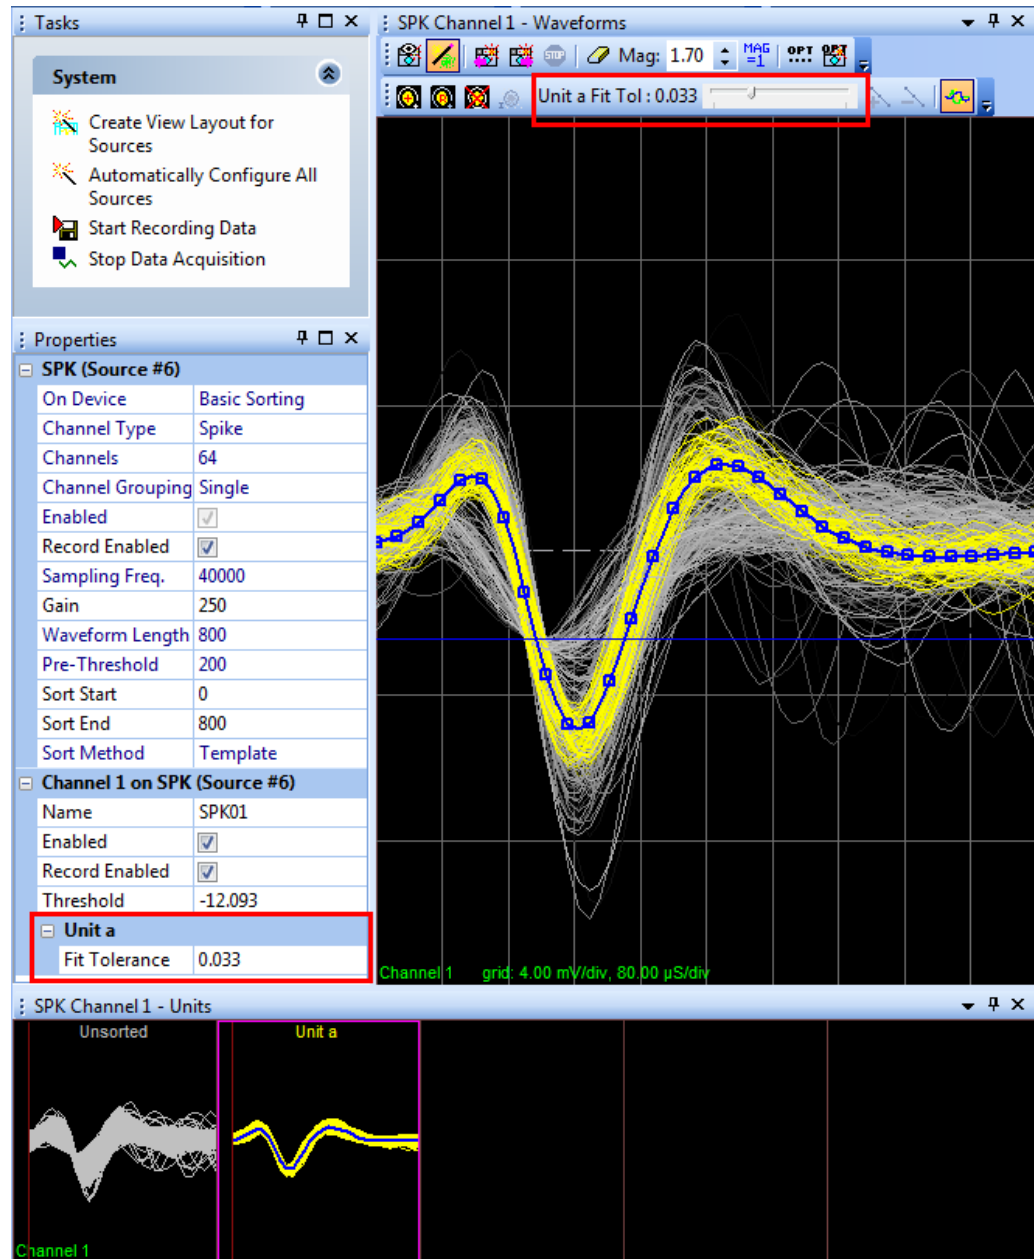 Tasks
System
Create View Layout for
Sources
Automatically Configure All
Sources
Start Recording Data
Stop Data Acquisition
Properties
SPK (Source #6)
On Device Basic Sorting
Channel Type Spike
Channels 64
Channel Grouping Single
Enabled
Record Enabled
Sampling Freq. 40000
Gain 250
Waveform Length 800
Pre-Threshold 200
Sort Start 0
Sort End 800
Sort Method Template
Channel 1 on SPK (Source #6)
Name SPK01
Enabled
Record Enabled
Threshold -12.093
Unit a
Fit Tolerance 0.033
SPK Channel 1 - Waveforms
STOP Mag: 1.70 MAG =1 OPT OPT
Unit a Fit Tol : 0.033
Channel 1 grid: 4.00 mV/div, 80.00 µS/div
SPK Channel 1 - Units
Unsorted Unit a
Channel 1